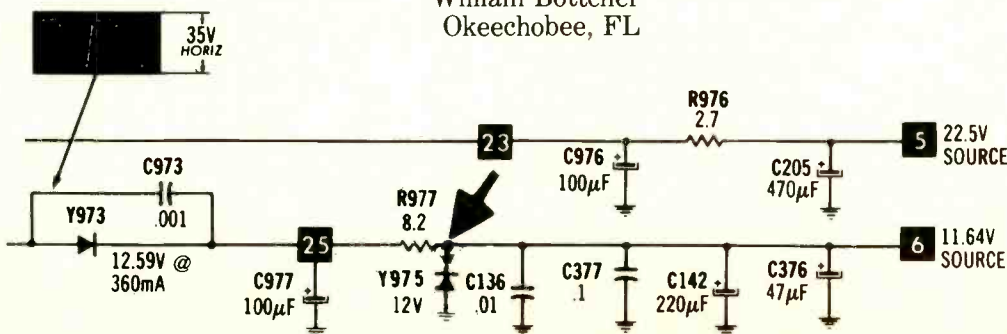 William Bottcher
Okeechobee, FL
35V
HORIZ
R976
2.7
23
5
22.5V
SOURCE
C976
100µF
C205
470µF
C973
.001
Y973
12.59V @
360mA
25
R977
8.2
6
11.64V
SOURCE
C977
100µF
Y975
12V
C136
.01
C377
.1
C142
220µF
C376
47µF